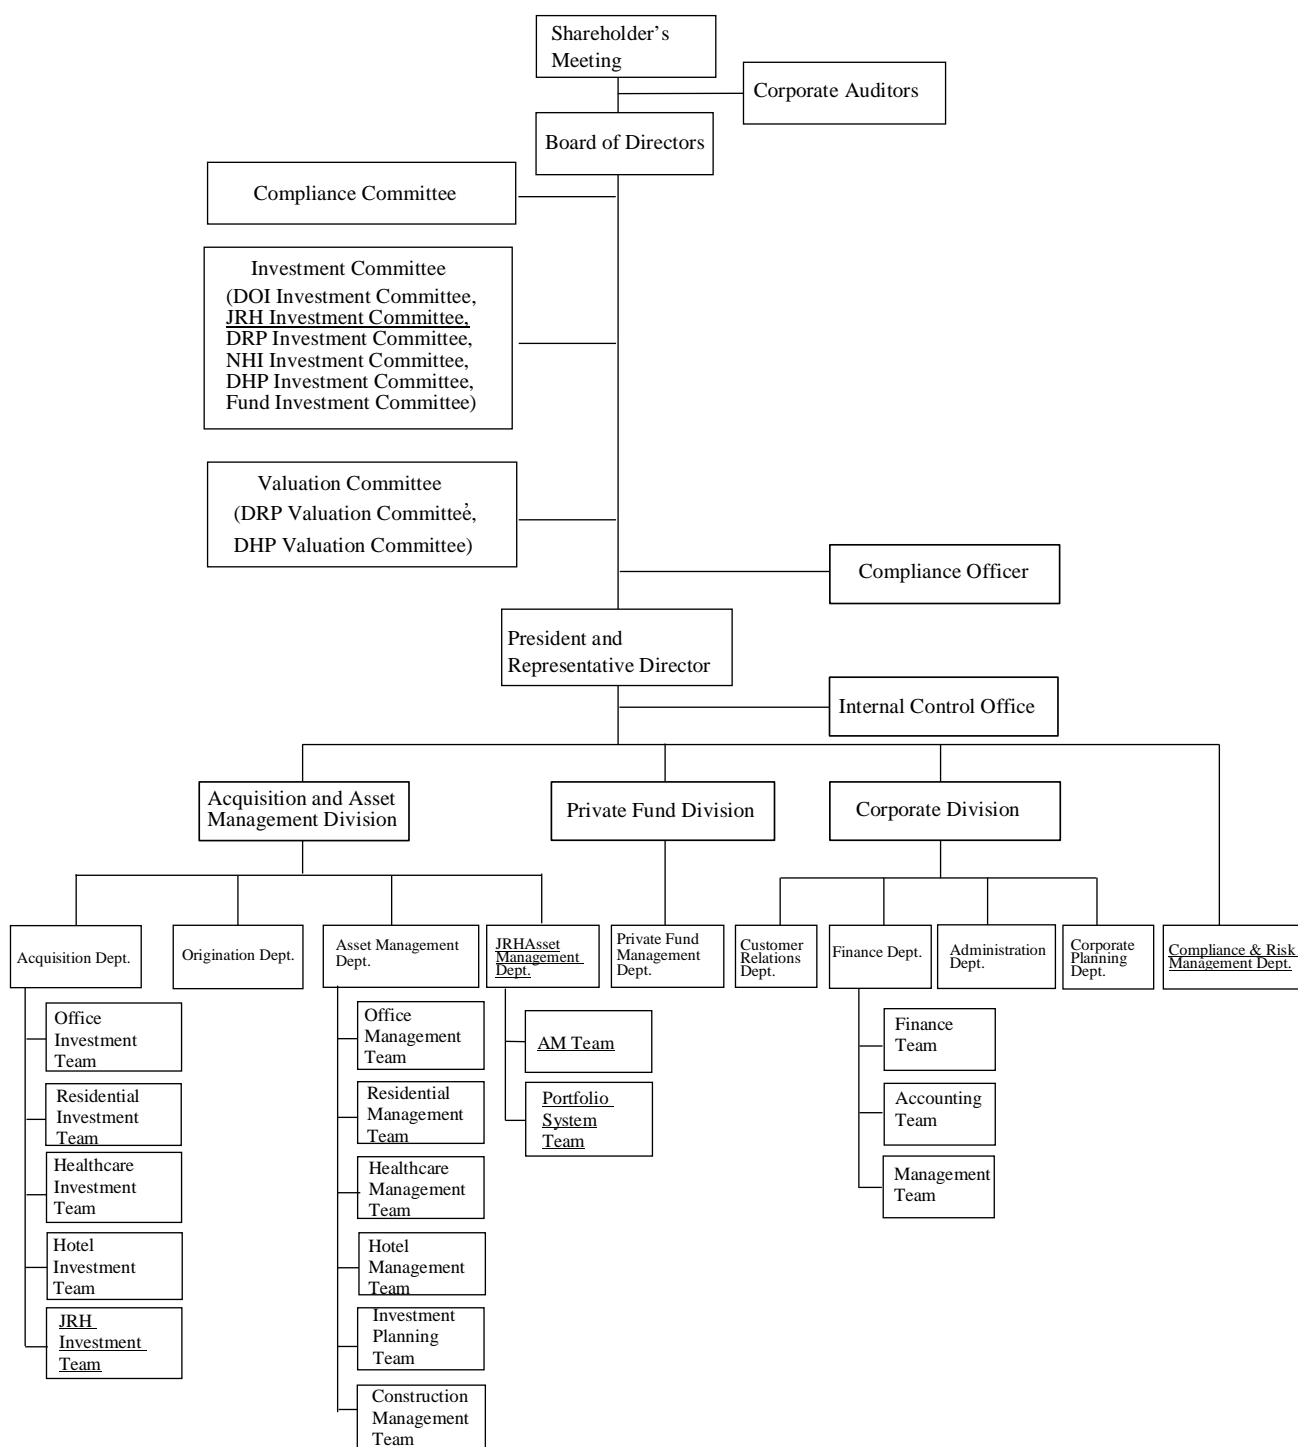 Shareholder’s
Meeting
Corporate Auditors
Board of Directors
Compliance Committee
Investment Committee
(DOI Investment Committee,
JRH Investment Committee,
DRP Investment Committee,
NHI Investment Committee,
DHP Investment Committee,
Fund Investment Committee)
Valuation Committee
(DRP Valuation Committee,
DHP Valuation Committee)
Compliance Officer
President and
Representative Director
Internal Control Office
Acquisition and Asset
Management Division
Private Fund Division
Corporate Division
Acquisition Dept.
Origination Dept.
Asset Management
Dept.
JRHAsset
Management
Dept.
Private Fund
Management
Dept.
Customer
Relations
Dept.
Finance Dept.
Administration
Dept.
Corporate
Planning
Dept.
Compliance & Risk
Management Dept.
Office
Investment
Team
Residential
Investment
Team
Healthcare
Investment
Team
Hotel
Investment
Team
JRH
Investment
Team
Office
Management
Team
Residential
Management
Team
Healthcare
Management
Team
Hotel
Management
Team
Investment
Planning
Team
Construction
Management
Team
AM Team
Portfolio
System
Team
Finance
Team
Accounting
Team
Management
Team